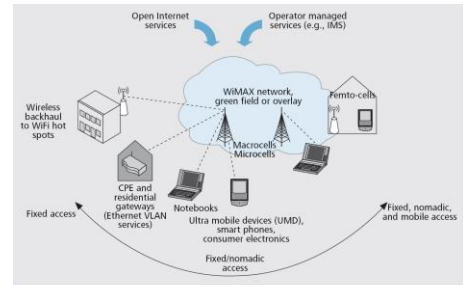 Open Internet
services
Operator managed
services (e.g., IMS)
WiMAX network,
green field or overlay
Femto-cells
Wireless
backhaul
to WiFi hot
spots
Macrocells
Microcells
CPE and
residential
gateways
(Ethernet VLAN
services)
Notebooks
Ultra mobile devices (UMD),
smart phones,
consumer electronics
Fixed access
Fixed, nomadic,
and mobile access
Fixed/nomadic
access